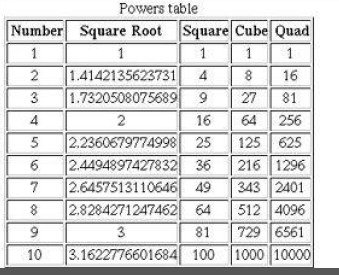 Powers table
Number Square Root Square Cube Quad
1 1 1 1 1
2 1.4142135623731 4 8 16
3 1.7320508075689 9 27 81
4 2 16 64 256
5 2.2360679774998 25 125 625
6 2.4494897427832 36 216 1296
7 2.6457513110646 49 343 2401
8 2.8284271247462 64 512 4096
9 3 81 729 6561
10 3.1622776601684 100 1000 10000